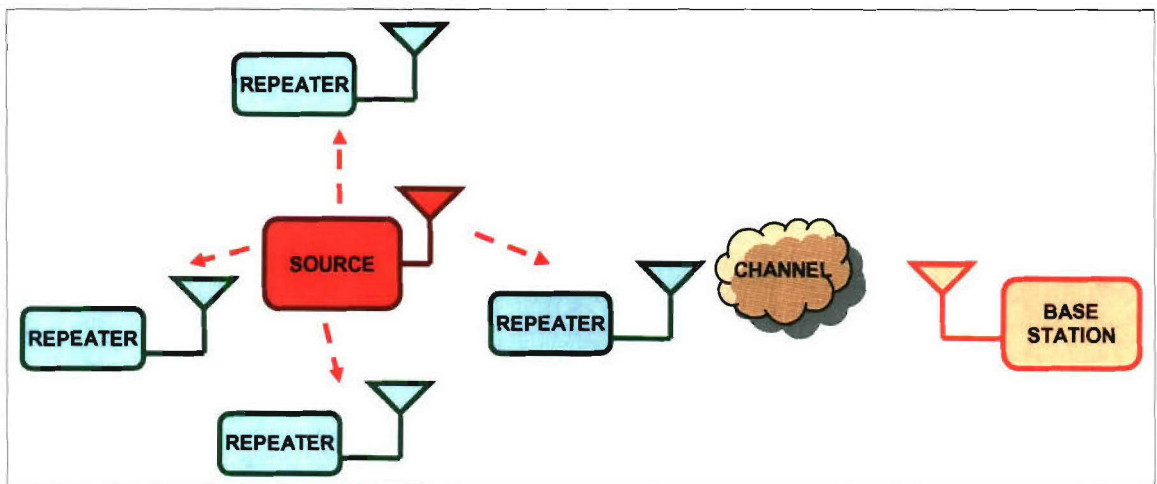 REPEATER
SOURCE
CHANNEL
REPEATER
REPEATER
BASE
STATION
REPEATER